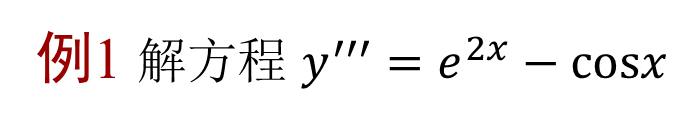 例1 解方程 y′′′ = e^{2x} − cosx